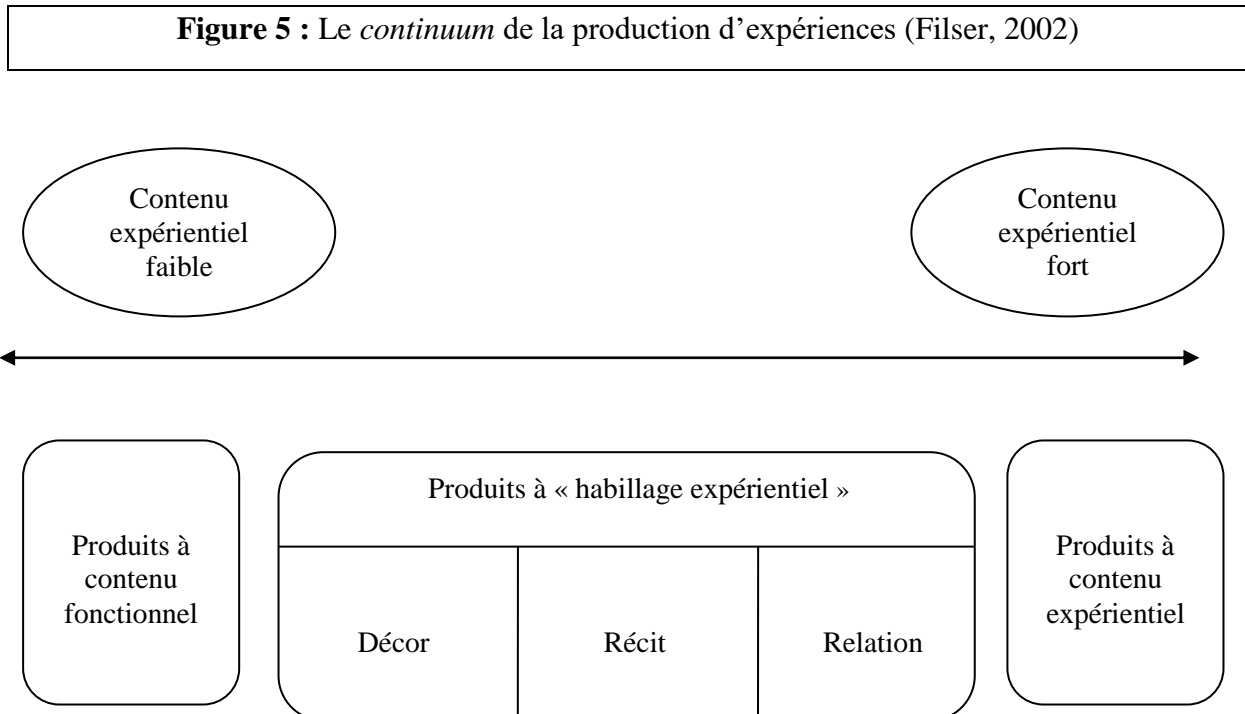 Figure 5 : Le continuum de la production d’expériences (Filser, 2002)
Contenu
expérientiel
faible
Contenu
expérientiel
fort
Produits à
contenu
fonctionnel
Produits à « habillage expérientiel »
Décor
Récit
Relation
Produits à
contenu
expérientiel